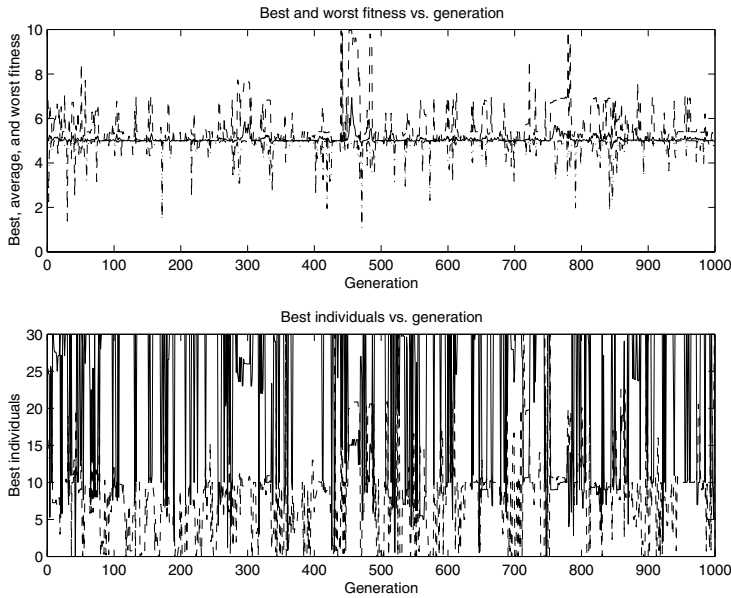 Best and worst fitness vs. generation
Best, average, and worst fitness
10
8
6
4
2
0
0 100 200 300 400 500 600 700 800 900 1000
Generation
Best individuals vs. generation
Best individuals
30
25
20
15
10
5
0
0 100 200 300 400 500 600 700 800 900 1000
Generation